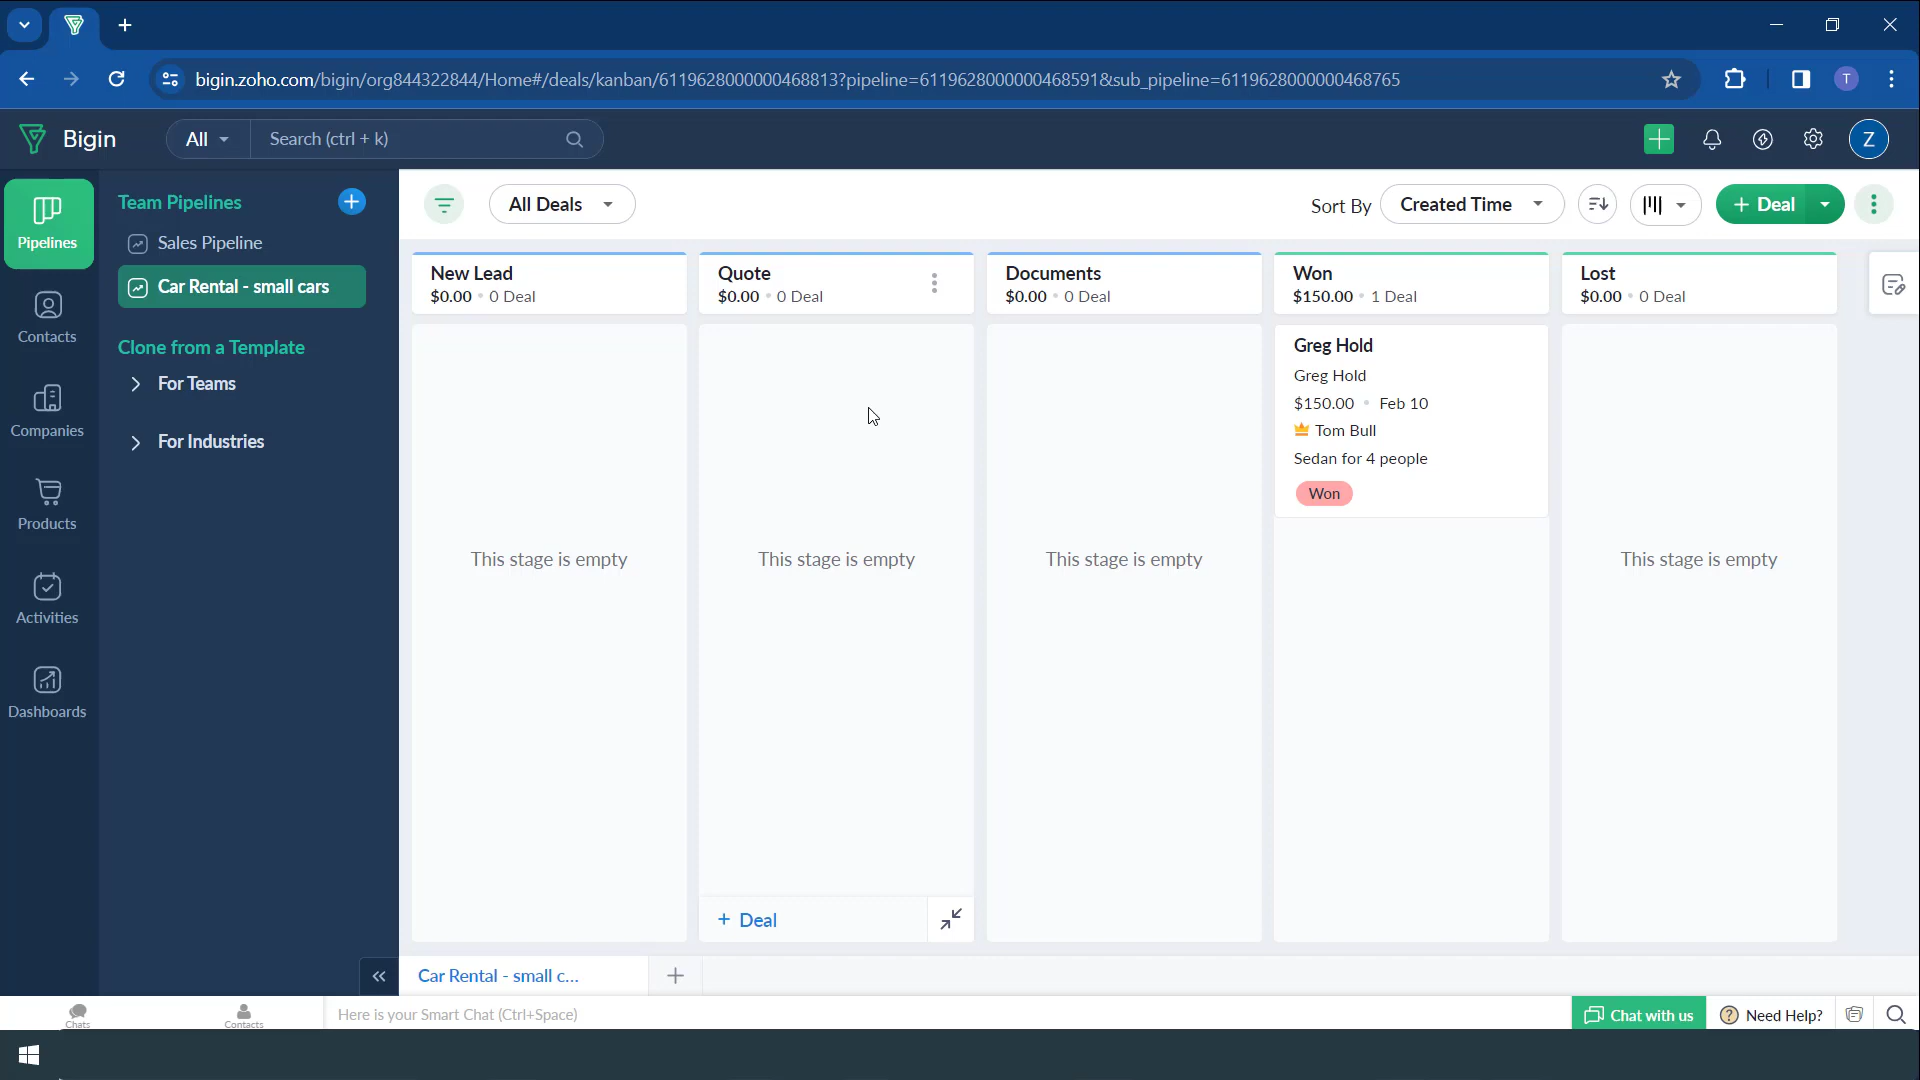 bigin.zoho.com/bigin/org844322844/Home#/deals/kanban/6119628000000468813?pipeline=6119628000000468591&sub_pipeline=6119628000000468765
T
Bigin
All
Search (ctrl + k)
Z
Pipelines
Contacts
Companies
Products
Activities
Dashboards
Team Pipelines
Sales Pipeline
Car Rental - small cars
Clone from a Template
For Teams
For Industries
All Deals
Sort By
Created Time
+ Deal
New Lead
$0.00 • 0 Deal
This stage is empty
Quote
$0.00 • 0 Deal
This stage is empty
+ Deal
Documents
$0.00 • 0 Deal
This stage is empty
Won
$150.00 • 1 Deal
Greg Hold
Greg Hold
$150.00 • Feb 10
Tom Bull
Sedan for 4 people
Won
Lost
$0.00 • 0 Deal
This stage is empty
Car Rental - small c...
Chats
Contacts
Here is your Smart Chat (Ctrl+Space)
Chat with us
? Need Help?